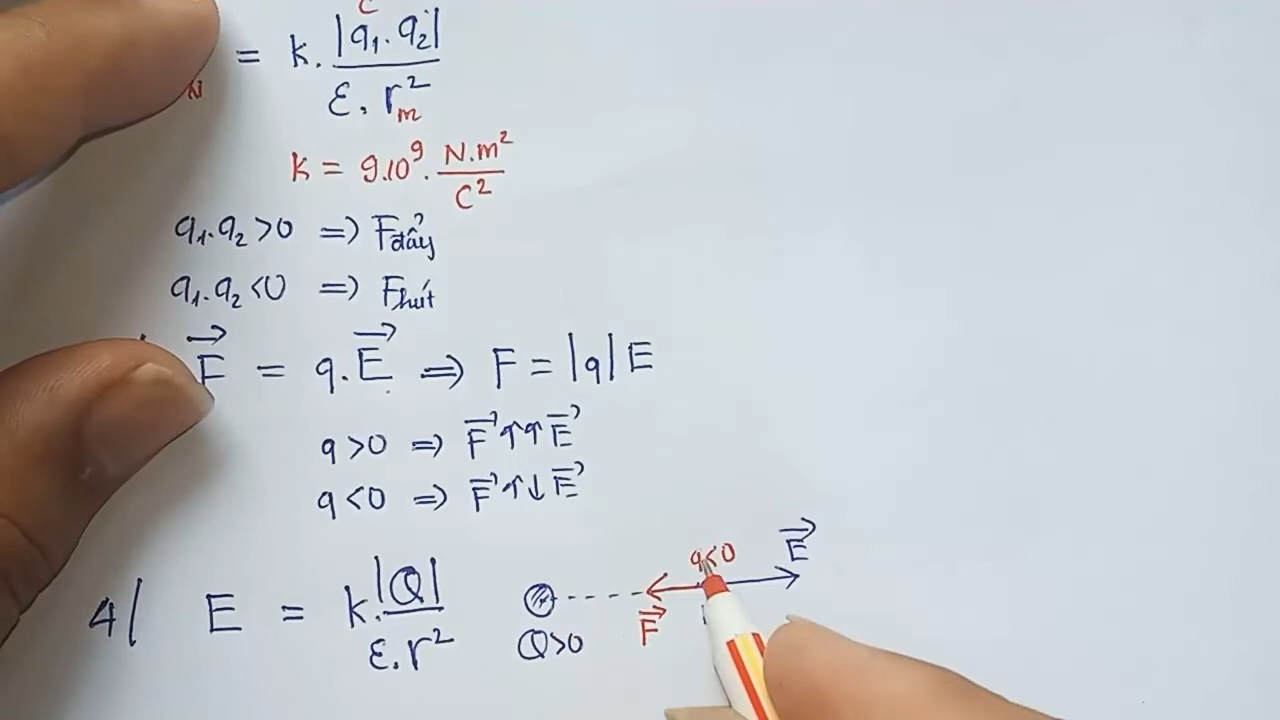 C
= k. |q₁.q₂| / ε.r²
N
m
k = 9.10⁹. N.m² / C²
q₁.q₂>0 => Fđẩy
q₁.q₂<0 => Fhút
F⃗ = q.E⃗ => F = |q|E
q>0 => F⃗↑↑E⃗
q<0 => F⃗↑↓E⃗
q<0
E⃗
4/ E = k.|Q| / ε.r²
F⃗
Q>0